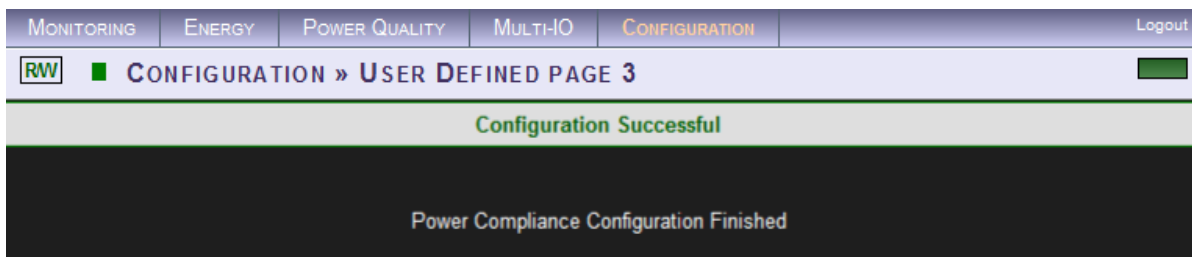 MONITORING ENERGY POWER QUALITY MULTI-IO CONFIGURATION Logout
R/W CONFIGURATION » USER DEFINED PAGE 3
Configuration Successful
Power Compliance Configuration Finished